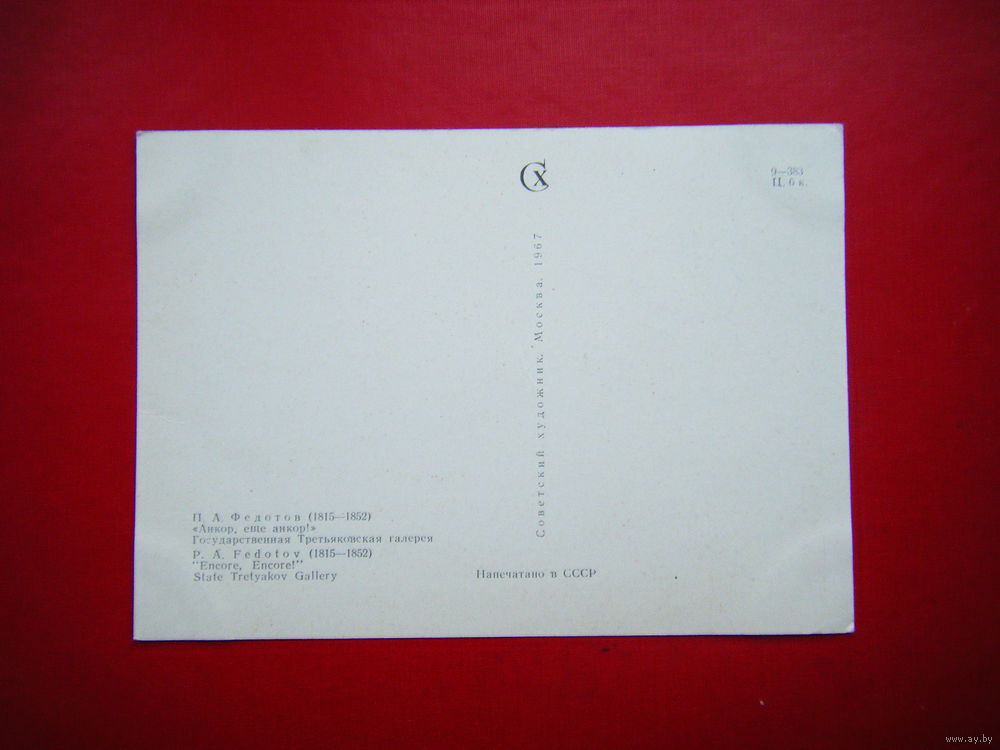 СХ
9—383
Ц. 6 к.
Советский художник. Москва. 1967
П. А. Федотов (1815—1852)
«Анкор, еще анкор!»
Государственная Третьяковская галерея
P. A. Fedotov (1815—1852)
"Encore, Encore!"
State Tretyakov Gallery
Напечатано в СССР
www.ay.by